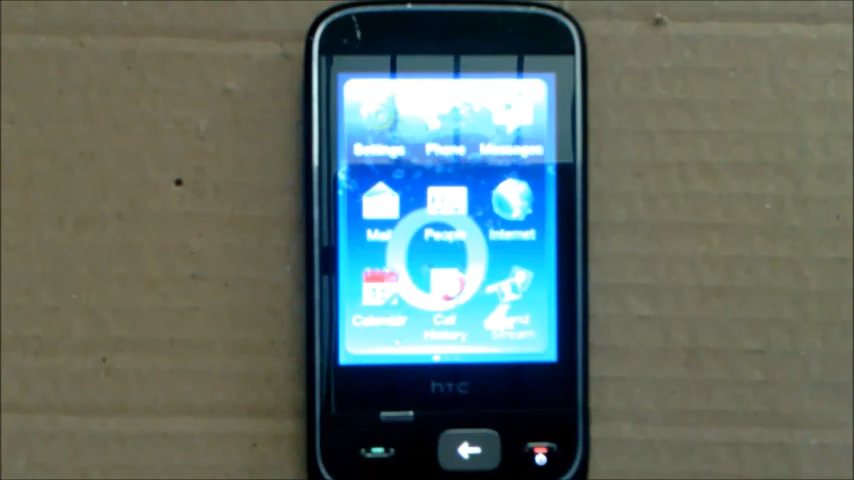 Settings Phone Messages
Mail People Internet
Calendar Call
History Stream
hTC